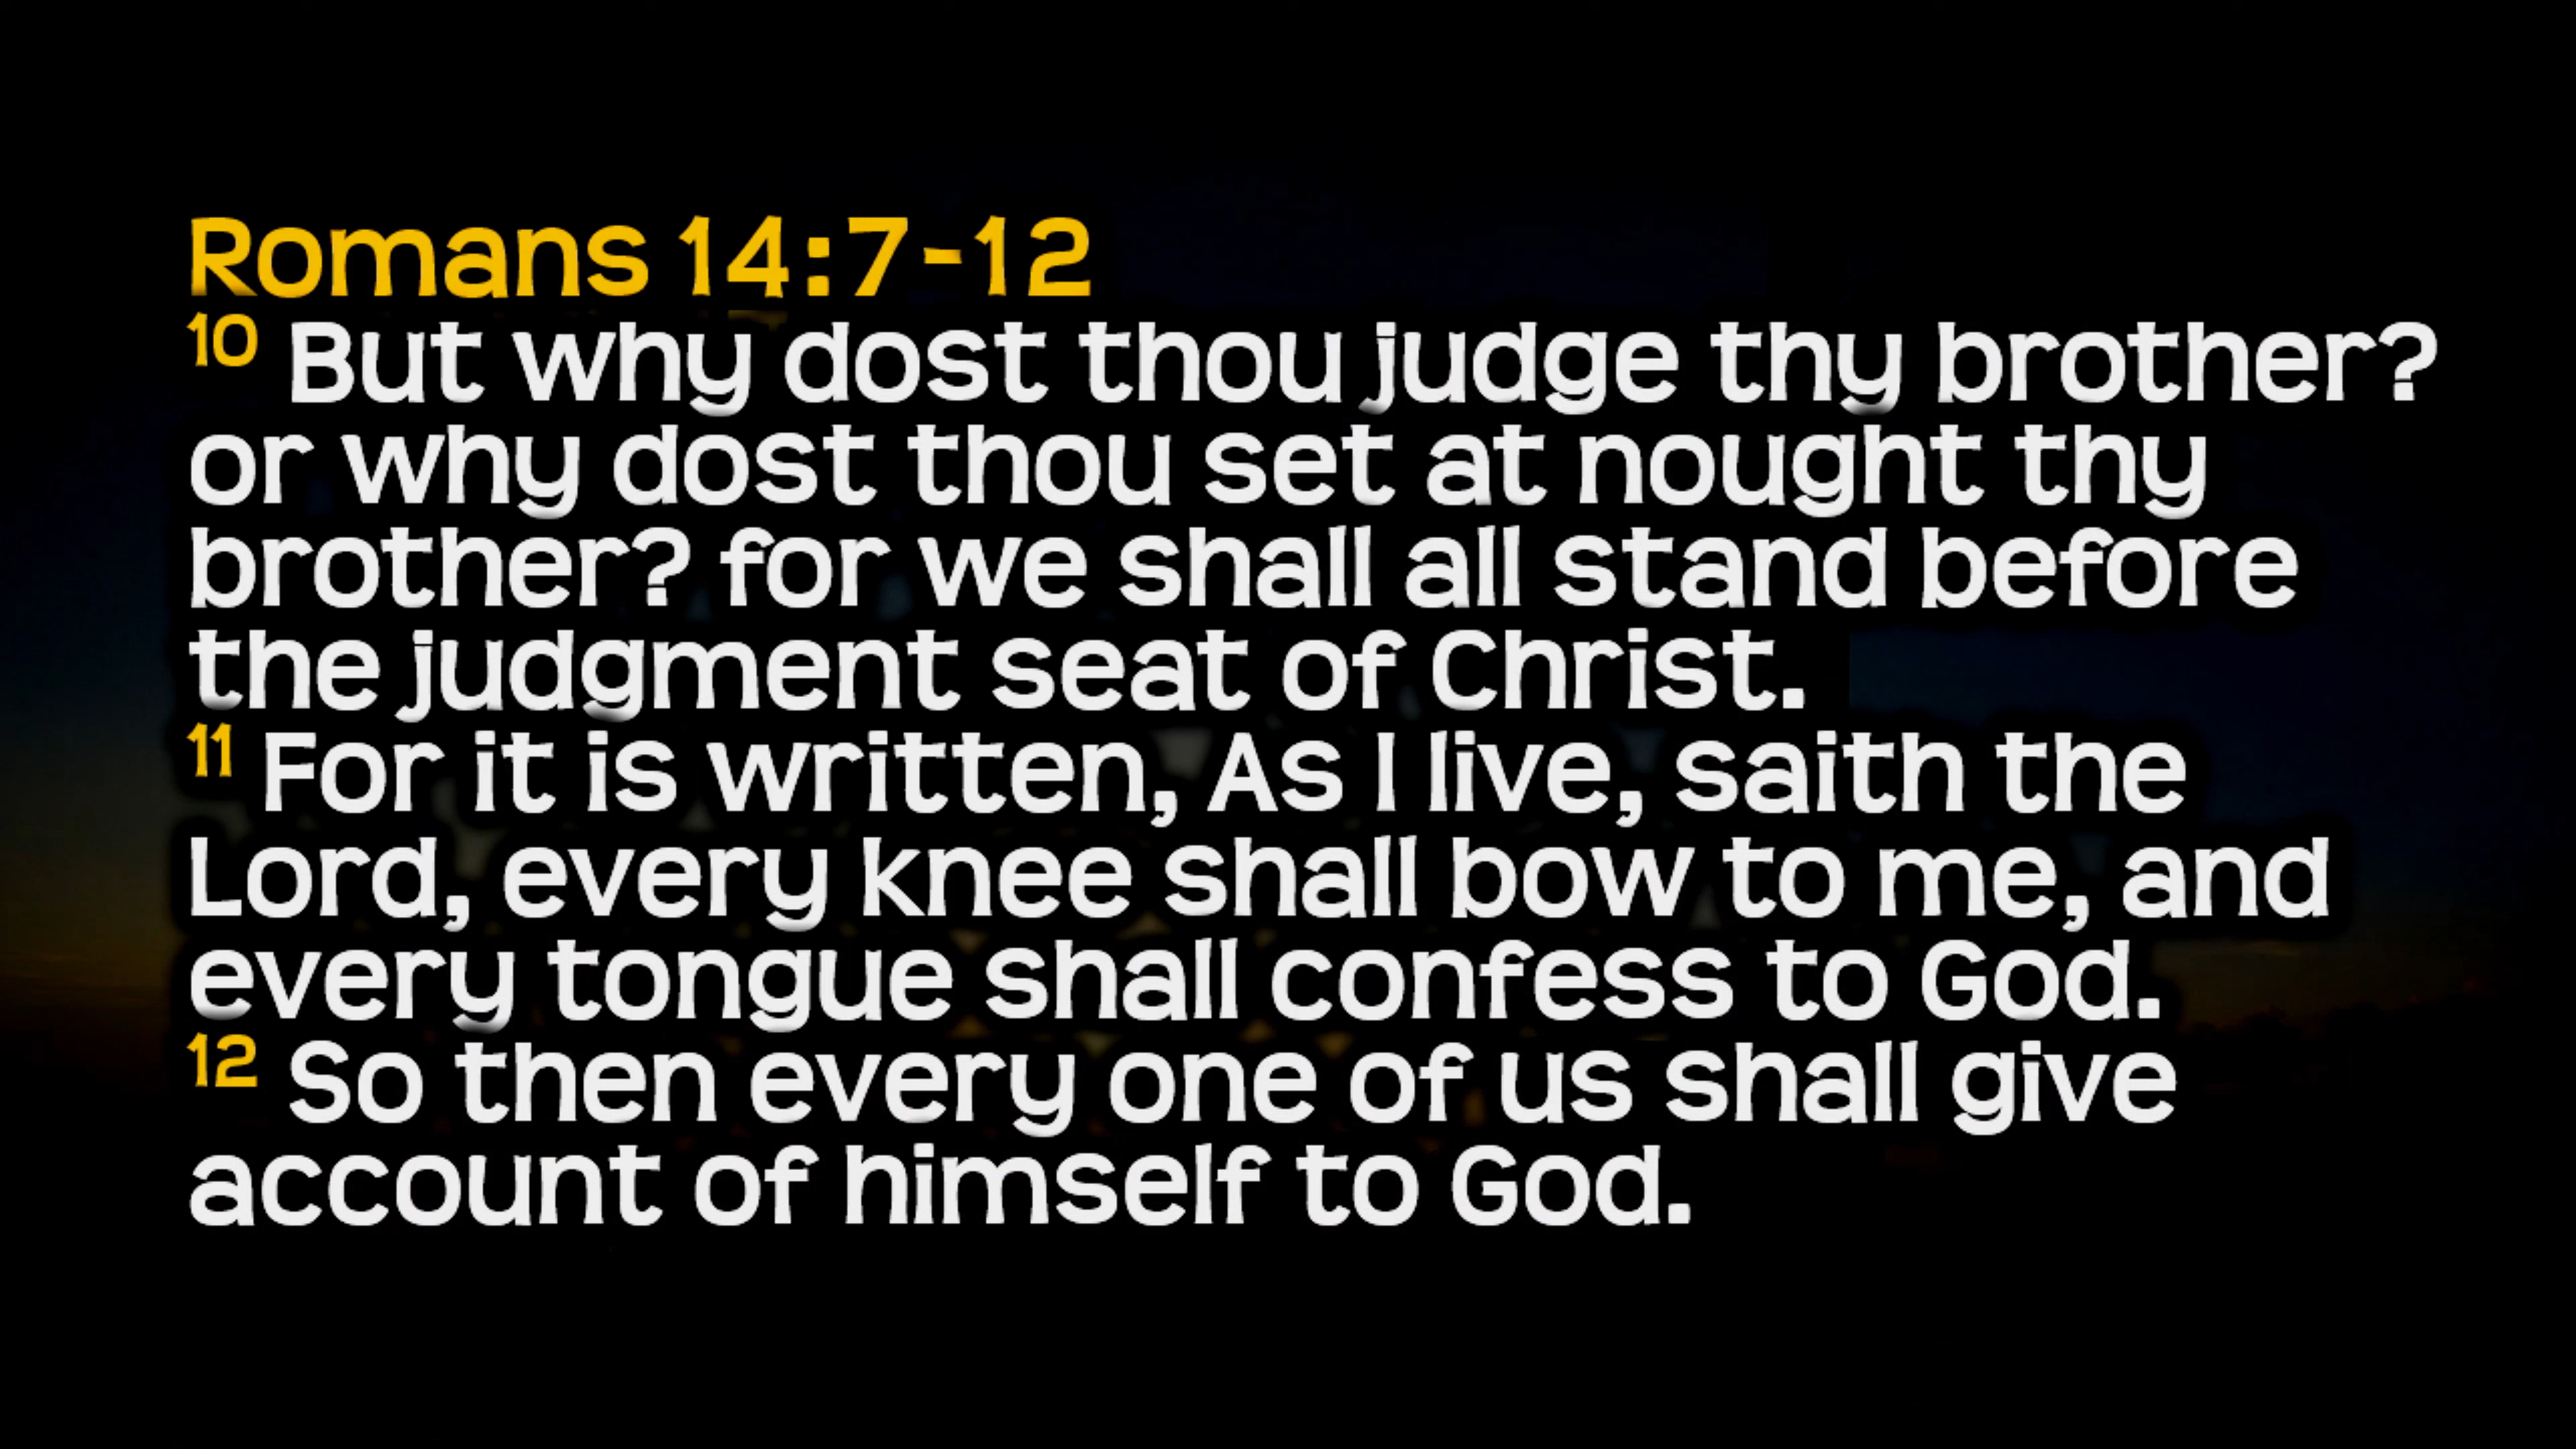 Romans 14:7-12
10 But why dost thou judge thy brother?
or why dost thou set at nought thy
brother? for we shall all stand before
the judgment seat of Christ.
11 For it is written, As I live, saith the
Lord, every knee shall bow to me, and
every tongue shall confess to God.
12 So then every one of us shall give
account of himself to God.